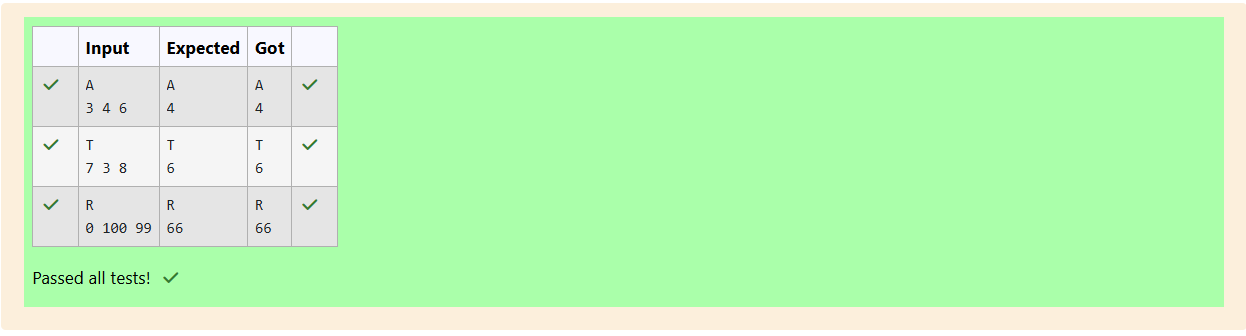 Input Expected Got
A A A
3 4 6 4 4
T T T
7 3 8 6 6
R R R
0 100 99 66 66
Passed all tests!